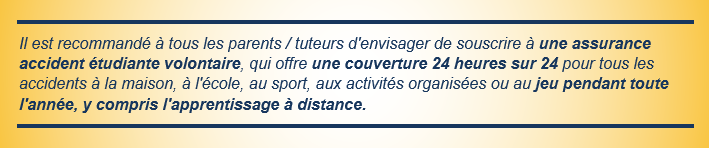 Il est recommandé à tous les parents / tuteurs d'envisager de souscrire à une assurance
accident étudiante volontaire, qui offre une couverture 24 heures sur 24 pour tous les
accidents à la maison, à l'école, au sport, aux activités organisées ou au jeu pendant toute
l'année, y compris l'apprentissage à distance.